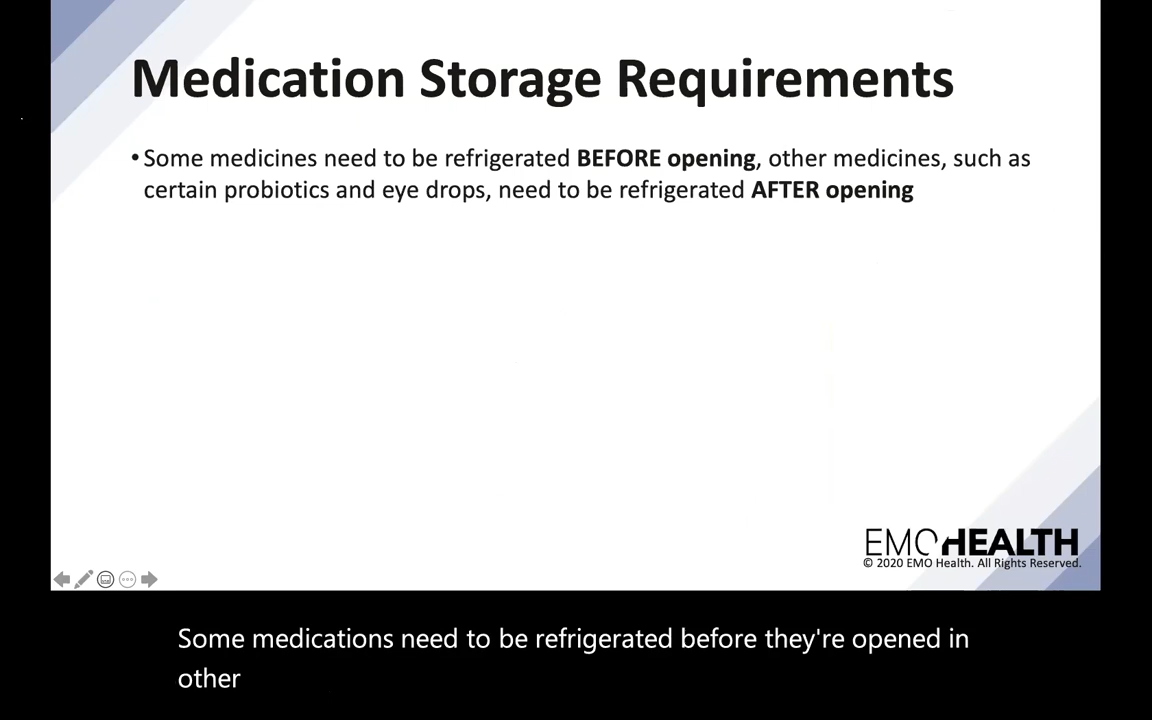 Medication Storage Requirements
• Some medicines need to be refrigerated BEFORE opening, other medicines, such as
certain probiotics and eye drops, need to be refrigerated AFTER opening
EMOHEALTH
© 2020 EMO Health. All Rights Reserved.
Some medications need to be refrigerated before they're opened in
other